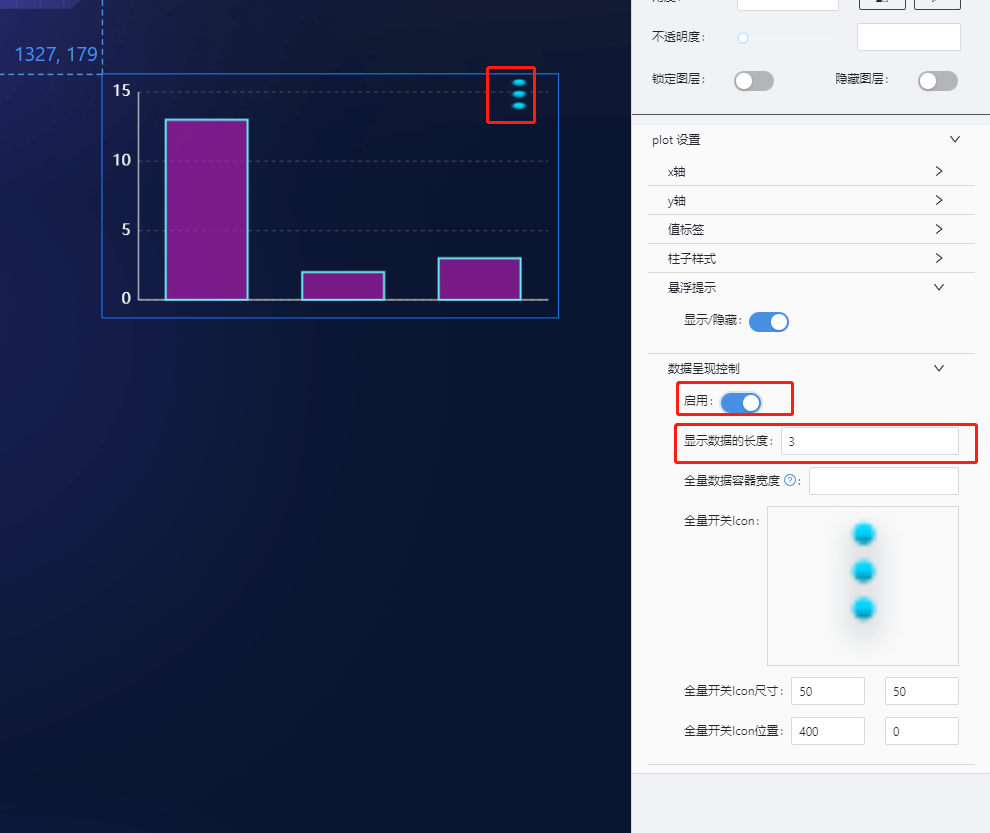 1327, 179
15
10
5
0
不透明度：
锁定图层：
隐藏图层：
plot 设置
x轴
y轴
值标签
柱子样式
悬浮提示
显示/隐藏：
数据呈现控制
启用：
显示数据的长度： 3
全量数据容器宽度 ?：
全量开关Icon：
全量开关Icon尺寸： 50 50
全量开关Icon位置： 400 0